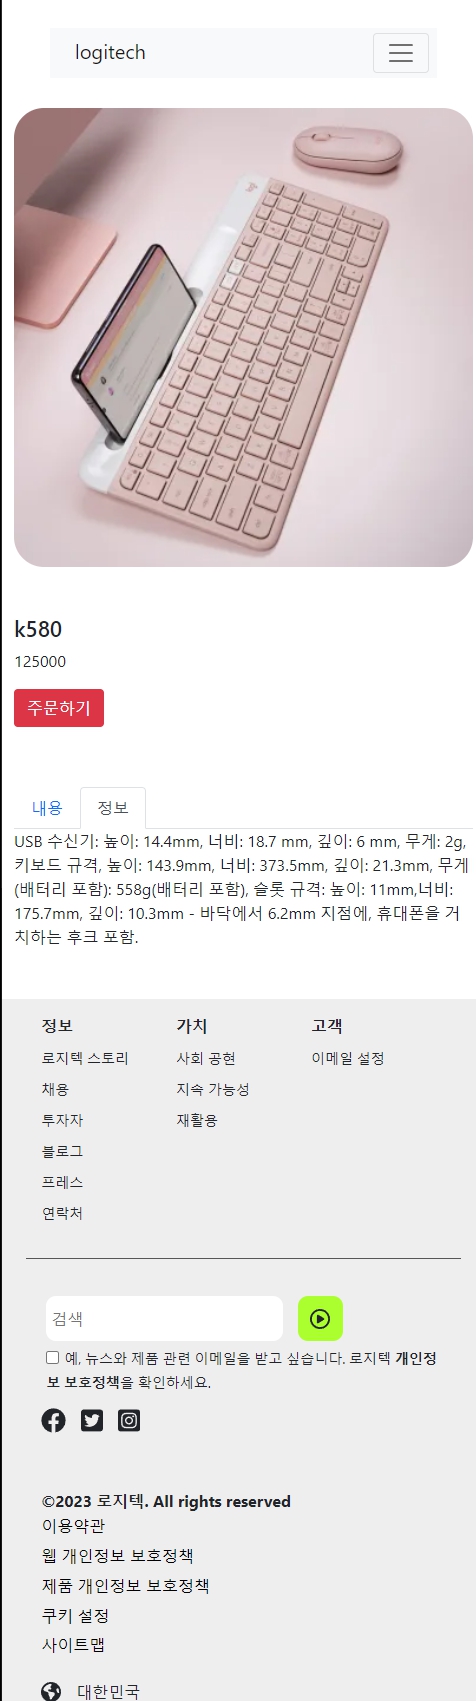 logitech
k580
125000
주문하기
내용 정보
USB 수신기: 높이: 14.4mm, 너비: 18.7 mm, 깊이: 6 mm, 무게: 2g,
키보드 규격, 높이: 143.9mm, 너비: 373.5mm, 깊이: 21.3mm, 무게
(배터리 포함): 558g(배터리 포함), 슬롯 규격: 높이: 11mm,너비:
175.7mm, 깊이: 10.3mm - 바닥에서 6.2mm 지점에, 휴대폰을 거
치하는 후크 포함.
정보 가치 고객
로지텍 스토리 사회 공현 이메일 설정
채용 지속 가능성
투자자 재활용
블로그
프레스
연락처
검색
예, 뉴스와 제품 관련 이메일을 받고 싶습니다. 로지텍 개인정
보 보호정책을 확인하세요.
©2023 로지텍. All rights reserved
이용약관
웹 개인정보 보호정책
제품 개인정보 보호정책
쿠키 설정
사이트맵
대한민국